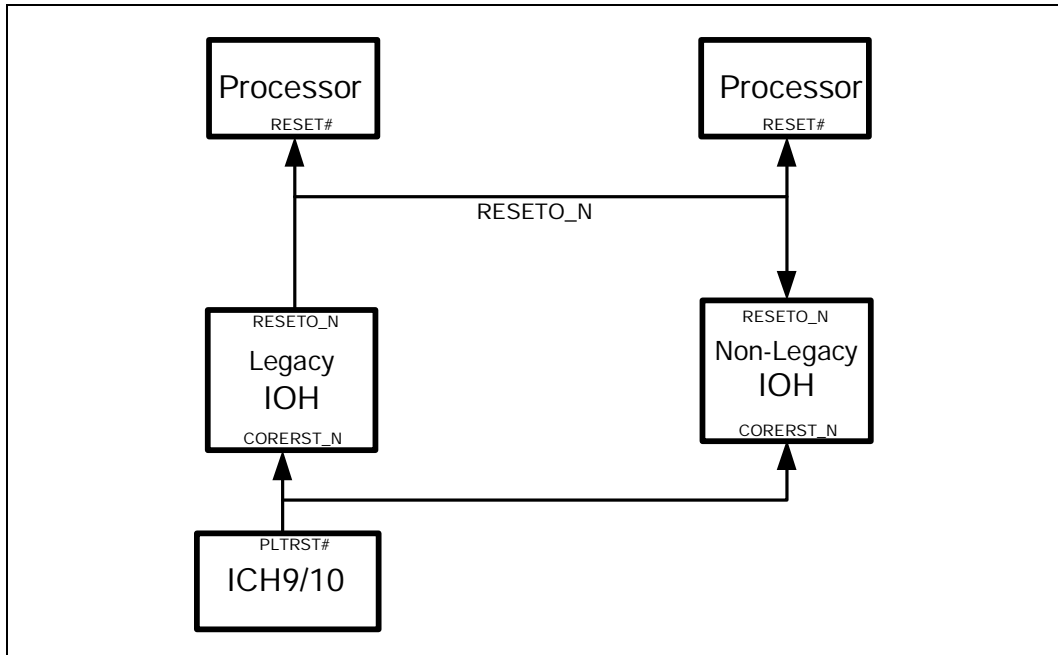 Processor
RESET#
Processor
RESET#
RESETO_N
RESETO_N
Legacy
IOH
CORERST_N
RESETO_N
Non-Legacy
IOH
CORERST_N
PLTRST#
ICH9/10